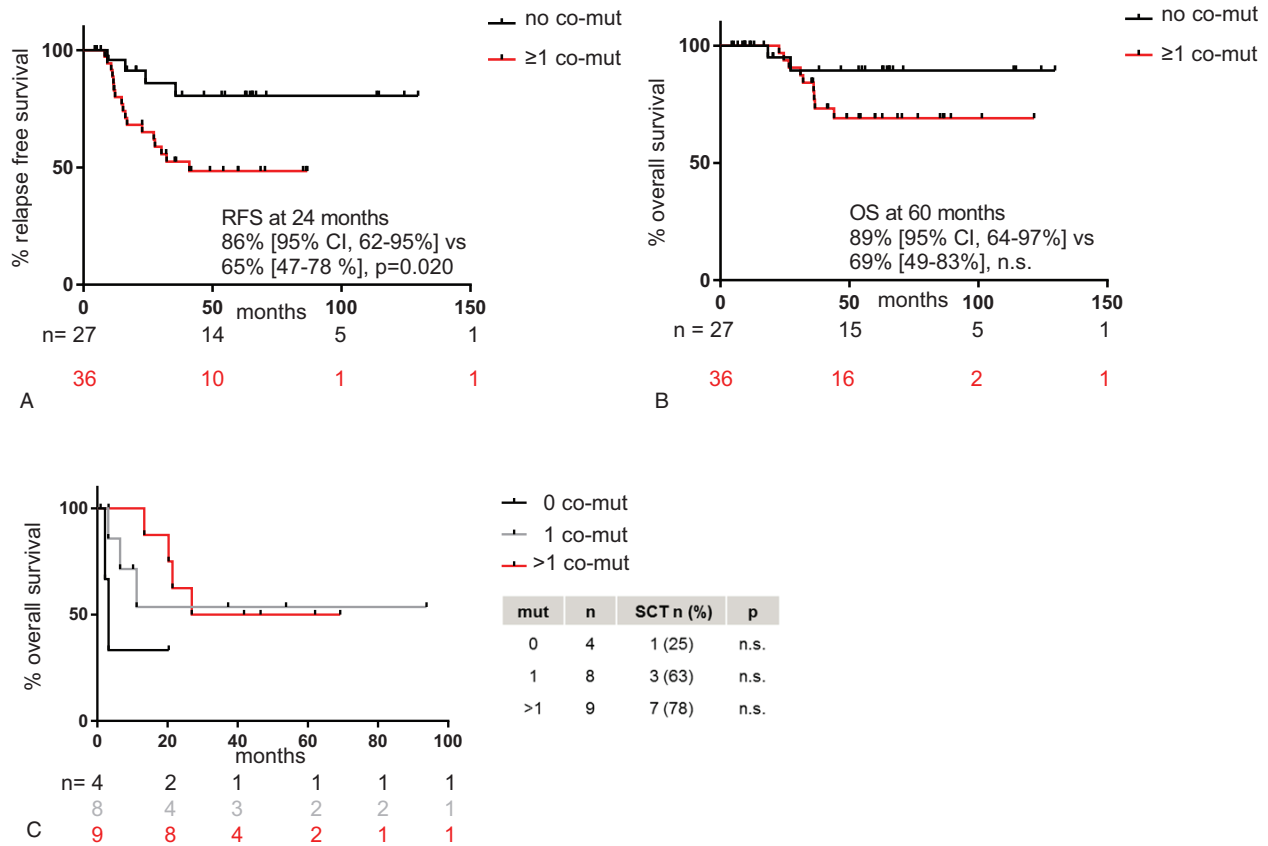 no co-mut
≥1 co-mut
% relapse free survival
100
50
0
RFS at 24 months
86% [95% CI, 62-95%] vs
65% [47-78 %], p=0.020
0 50 100 150
months
n= 27 14 5 1
36 10 1 1
A
no co-mut
≥1 co-mut
% overall survival
100
50
0
OS at 60 months
89% [95% CI, 64-97%] vs
69% [49-83%], n.s.
0 50 100 150
months
n = 27 15 5 1
36 16 2 1
B
% overall survival
100
50
0
0 20 40 60 80 100
months
n= 4 2 1 1 1 1
8 4 3 2 2 1
9 8 4 2 1 1
C
0 co-mut
1 co-mut
>1 co-mut
mut n SCT n (%) p
0 4 1 (25) n.s.
1 8 3 (63) n.s.
>1 9 7 (78) n.s.